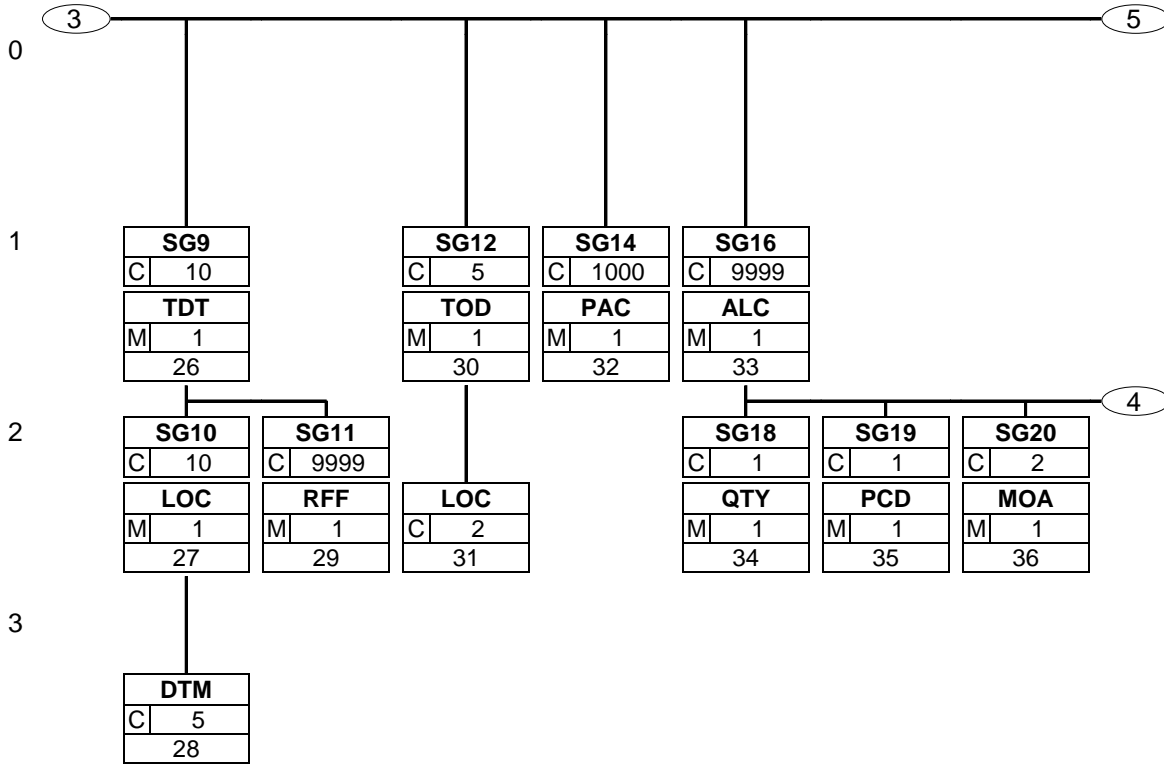 3 5
0
1 SG9 SG12 SG14 SG16
C 10 C 5 C 1000 C 9999
TDT TOD PAC ALC
M 1 M 1 M 1 M 1
26 30 32 33
4
2 SG10 SG11 SG18 SG19 SG20
C 10 C 9999 C 1 C 1 C 2
LOC RFF LOC QTY PCD MOA
M 1 M 1 C 2 M 1 M 1 M 1
27 29 31 34 35 36
3
DTM
C 5
28